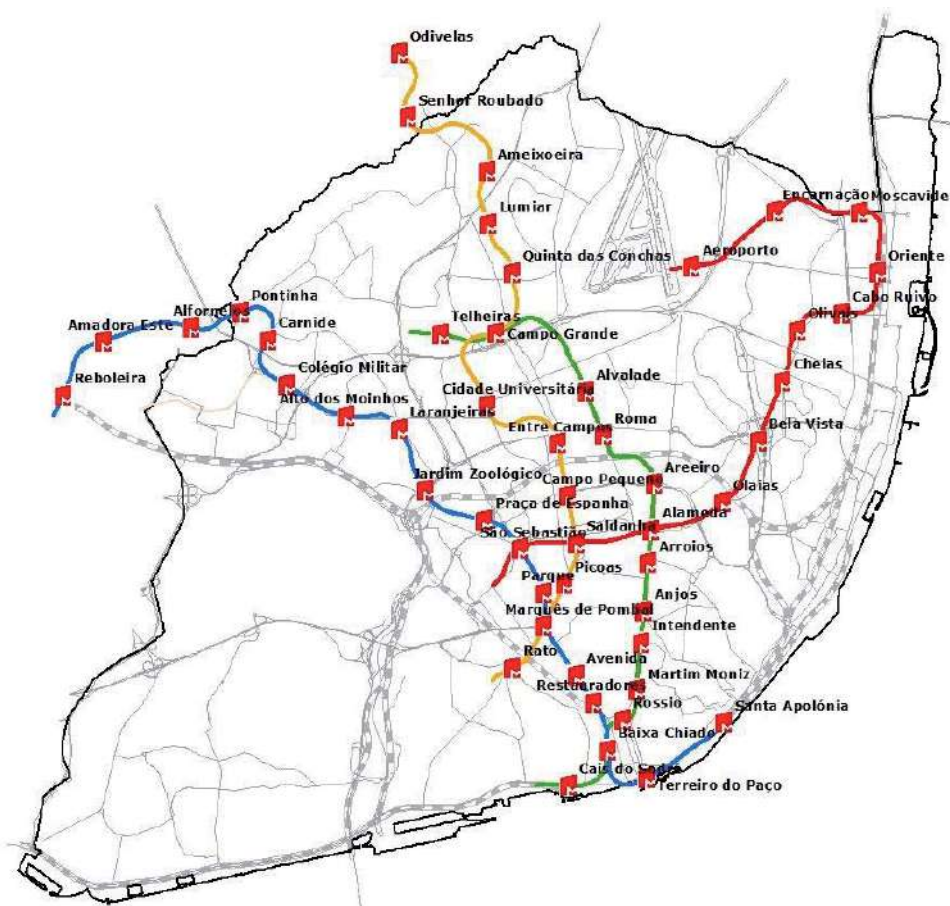 Odivelas
Senhor Roubado
Ameixoeira
Lumiar
Encarnação
Moscavide
Quinta das Conchas
Aeroporto
Oriente
Pontinha
Cabo Ruivo
Alfornelos
Telheiras
Olivais
Amadora Este
Carnide
Campo Grande
Colégio Militar
Alvalade
Chelas
Reboleira
Cidade Universitária
Alto dos Moinhos
Laranjeiras
Entre Campos
Roma
Bela Vista
Jardim Zoológico
Campo Pequeno
Areeiro
Olaias
Praça de Espanha
Alameda
São Sebastião
Saldanha
Arroios
Parque
Picoas
Anjos
Marquês de Pombal
Intendente
Rato
Avenida
Martim Moniz
Restauradores
Rossio
Santa Apolónia
Baixa Chiado
Cais do Sodré
Terreiro do Paço